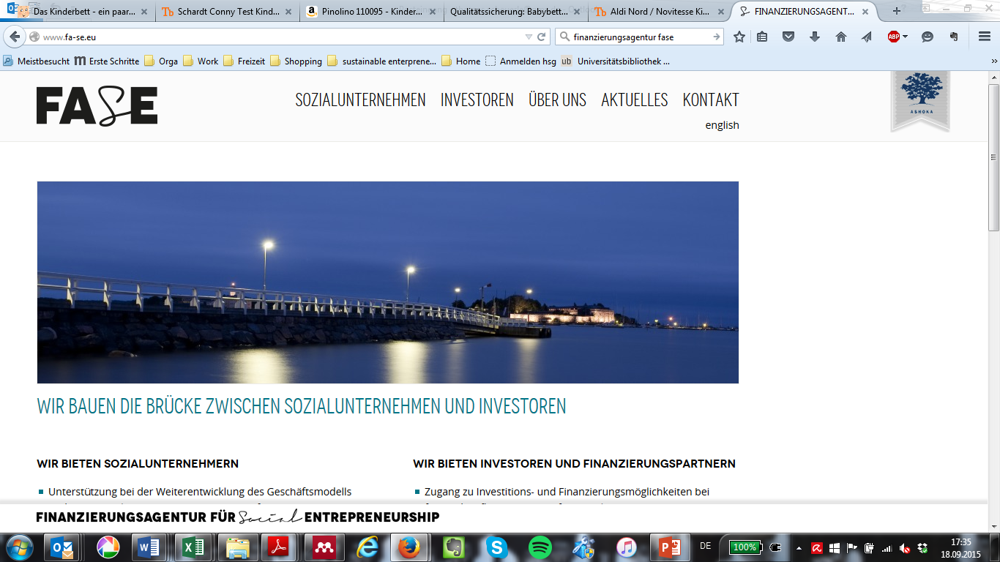 Das Kinderbett - ein paar...
Schardt Conny Test Kind...
Pinolino 110095 - Kinder...
Qualitätssicherung: Babybett...
Aldi Nord / Novitesse Ki...
FINANZIERUNGSAGENT...
www.fa-se.eu
finanzierungsagentur fase
ABP
Meistbesucht
Erste Schritte
Orga
Work
Freizeit
Shopping
sustainable enterprene...
Home
Anmelden hsg
ub
Universitätsbibliothek ...
FASE
SOZIALUNTERNEHMEN
INVESTOREN
ÜBER UNS
AKTUELLES
KONTAKT
english
ASHOKA
WIR BAUEN DIE BRÜCKE ZWISCHEN SOZIALUNTERNEHMEN UND INVESTOREN
WIR BIETEN SOZIALUNTERNEHMERN
Unterstützung bei der Weiterentwicklung des Geschäftsmodells
WIR BIETEN INVESTOREN UND FINANZIERUNGSPARTNERN
Zugang zu Investitions- und Finanzierungsmöglichkeiten bei
FINANZIERUNGSAGENTUR FÜR Social ENTREPRENEURSHIP
DE
100%
17:35
18.09.2015